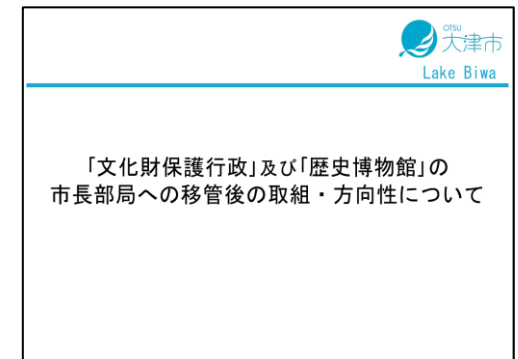 OTSU
大津市
Lake Biwa
「文化財保護行政」及び「歴史博物館」の
市長部局への移管後の取組・方向性について